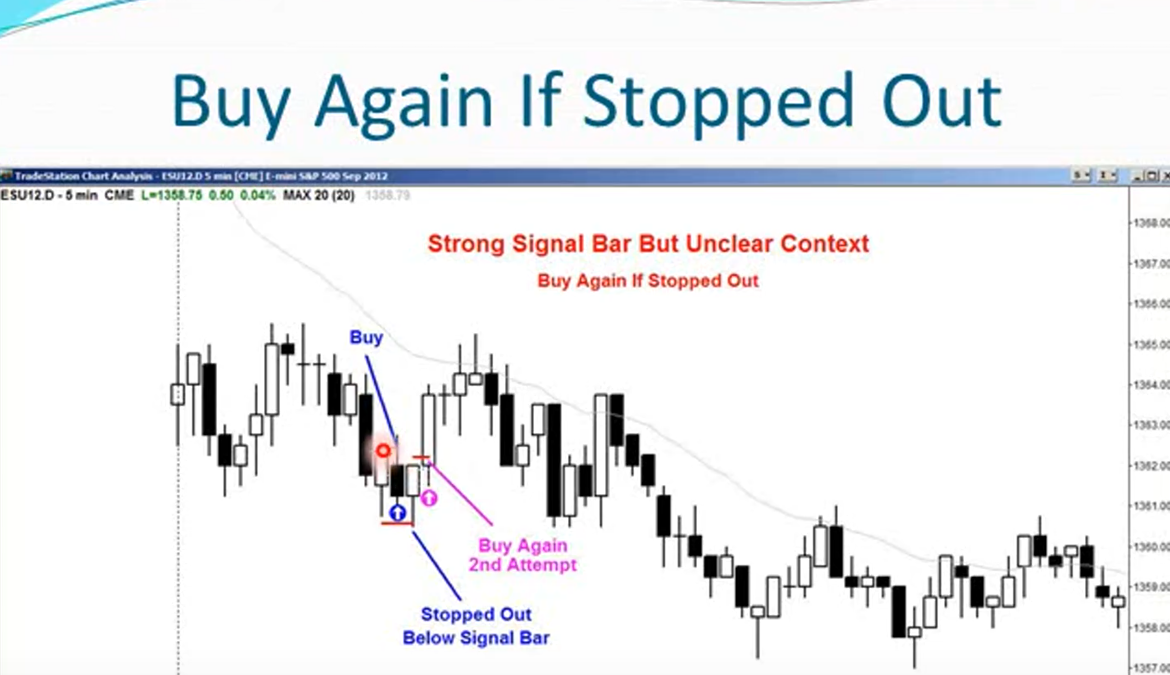 Buy Again If Stopped Out
TradeStation Chart Analysis - ESU12.D 5 min [CME] E-mini S&P 500 Sep 2012
ESU12.D - 5 min CME L=1358.75 0.50 0.04% MAX 20 (20) 1358.79
Strong Signal Bar But Unclear Context
Buy Again If Stopped Out
Buy
Buy Again
2nd Attempt
Stopped Out
Below Signal Bar
1368.00
1367.00
1366.00
1365.00
1364.00
1363.00
1362.00
1361.00
1360.00
1359.00
1358.00
1357.00